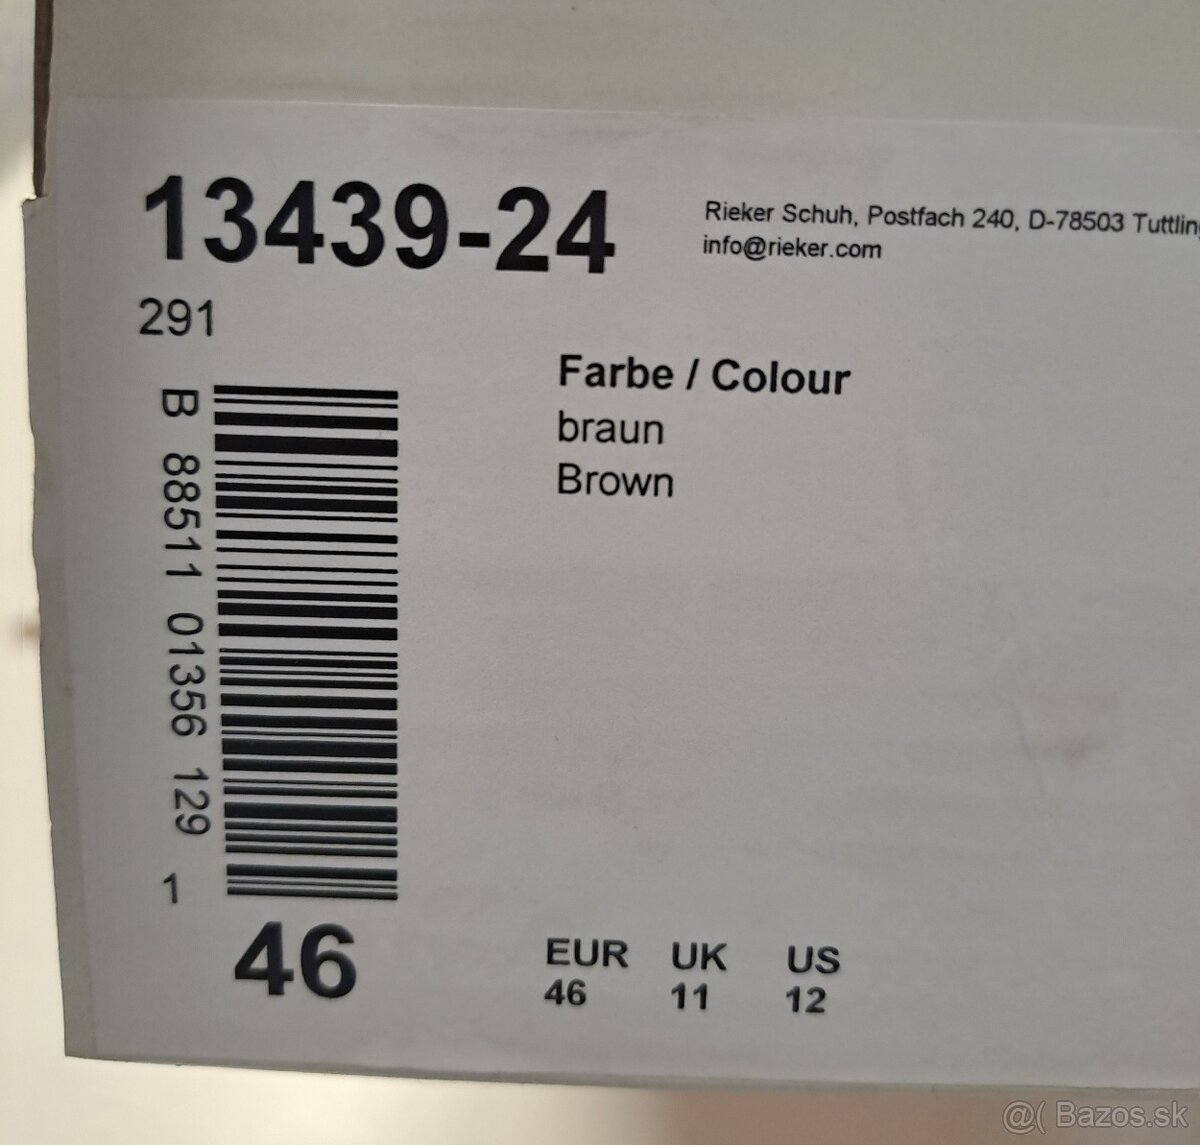 13439-24
Rieker Schuh, Postfach 240, D-78503 Tuttling
info@rieker.com
291
Farbe / Colour
braun
Brown
B 88511 01356 129 1
46
EUR UK US
46 11 12
@( Bazos.sk